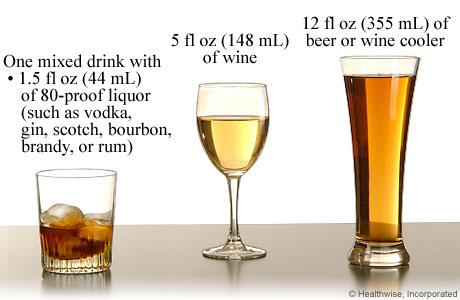 One mixed drink with
• 1.5 fl oz (44 mL)
of 80-proof liquor
(such as vodka,
gin, scotch, bourbon,
brandy, or rum)
5 fl oz (148 mL)
of wine
12 fl oz (355 mL) of
beer or wine cooler
© Healthwise, Incorporated